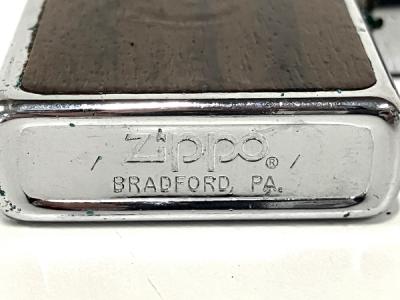 / Zippo® /
BRADFORD, PA.